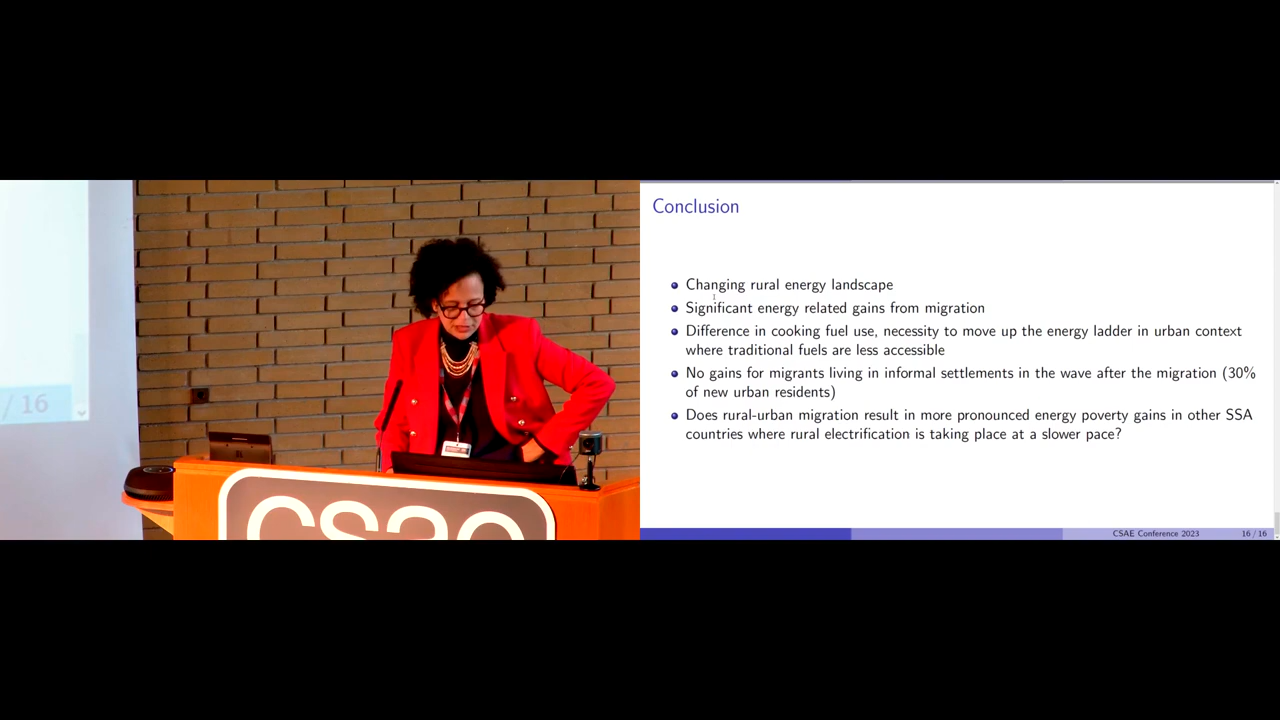 / 16
csae
Conclusion
Changing rural energy landscape
Significant energy related gains from migration
Difference in cooking fuel use, necessity to move up the energy ladder in urban context
where traditional fuels are less accessible
No gains for migrants living in informal settlements in the wave after the migration (30%
of new urban residents)
Does rural-urban migration result in more pronounced energy poverty gains in other SSA
countries where rural electrification is taking place at a slower pace?
CSAE Conference 2023
16 / 16